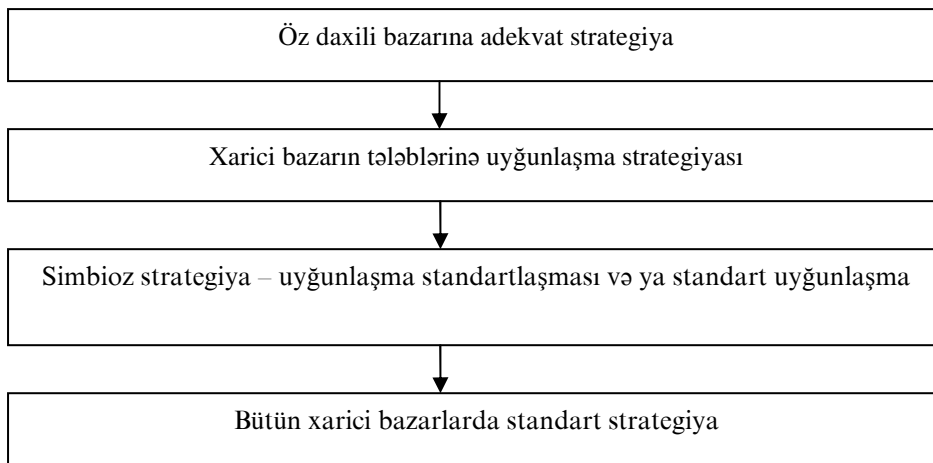 Öz daxili bazarına adekvat strategiya
Xarici bazarın tələblərinə uyğunlaşma strategiyası
Simbioz strategiya – uyğunlaşma standartlaşması və ya standart uyğunlaşma
Bütün xarici bazarlarda standart strategiya